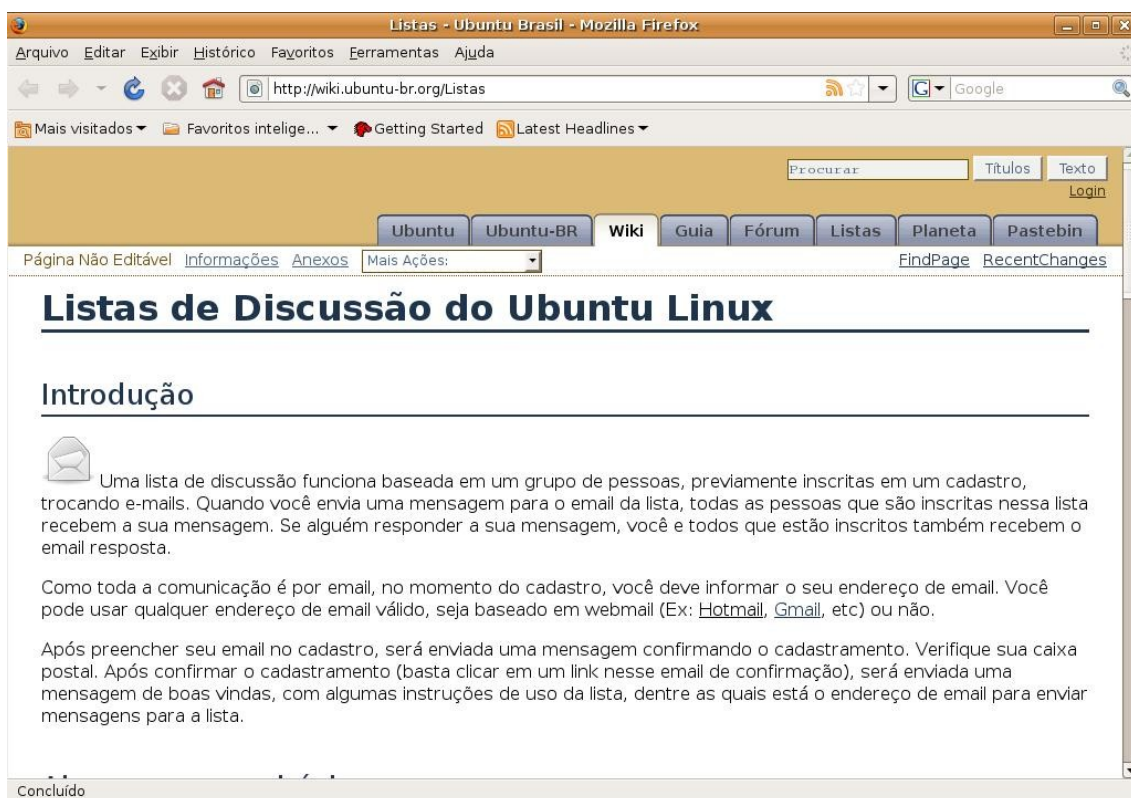 Listas - Ubuntu Brasil - Mozilla Firefox
Arquivo Editar Exibir Histórico Favoritos Ferramentas Ajuda
http://wiki.ubuntu-br.org/Listas G Google
Mais visitados Favoritos intelige... Getting Started Latest Headlines
Procurar Títulos Texto
Login
Ubuntu Ubuntu-BR Wiki Guia Fórum Listas Planeta Pastebin
Página Não Editável Informações Anexos Mais Ações: FindPage RecentChanges
Listas de Discussão do Ubuntu Linux
Introdução
Uma lista de discussão funciona baseada em um grupo de pessoas, previamente inscritas em um cadastro,
trocando e-mails. Quando você envia uma mensagem para o email da lista, todas as pessoas que são inscritas nessa lista
recebem a sua mensagem. Se alguém responder a sua mensagem, você e todos que estão inscritos também recebem o
email resposta.
Como toda a comunicação é por email, no momento do cadastro, você deve informar o seu endereço de email. Você
pode usar qualquer endereço de email válido, seja baseado em webmail (Ex: Hotmail, Gmail, etc) ou não.
Após preencher seu email no cadastro, será enviada uma mensagem confirmando o cadastramento. Verifique sua caixa
postal. Após confirmar o cadastramento (basta clicar em um link nesse email de confirmação), será enviada uma
mensagem de boas vindas, com algumas instruções de uso da lista, dentre as quais está o endereço de email para enviar
mensagens para a lista.
Concluído